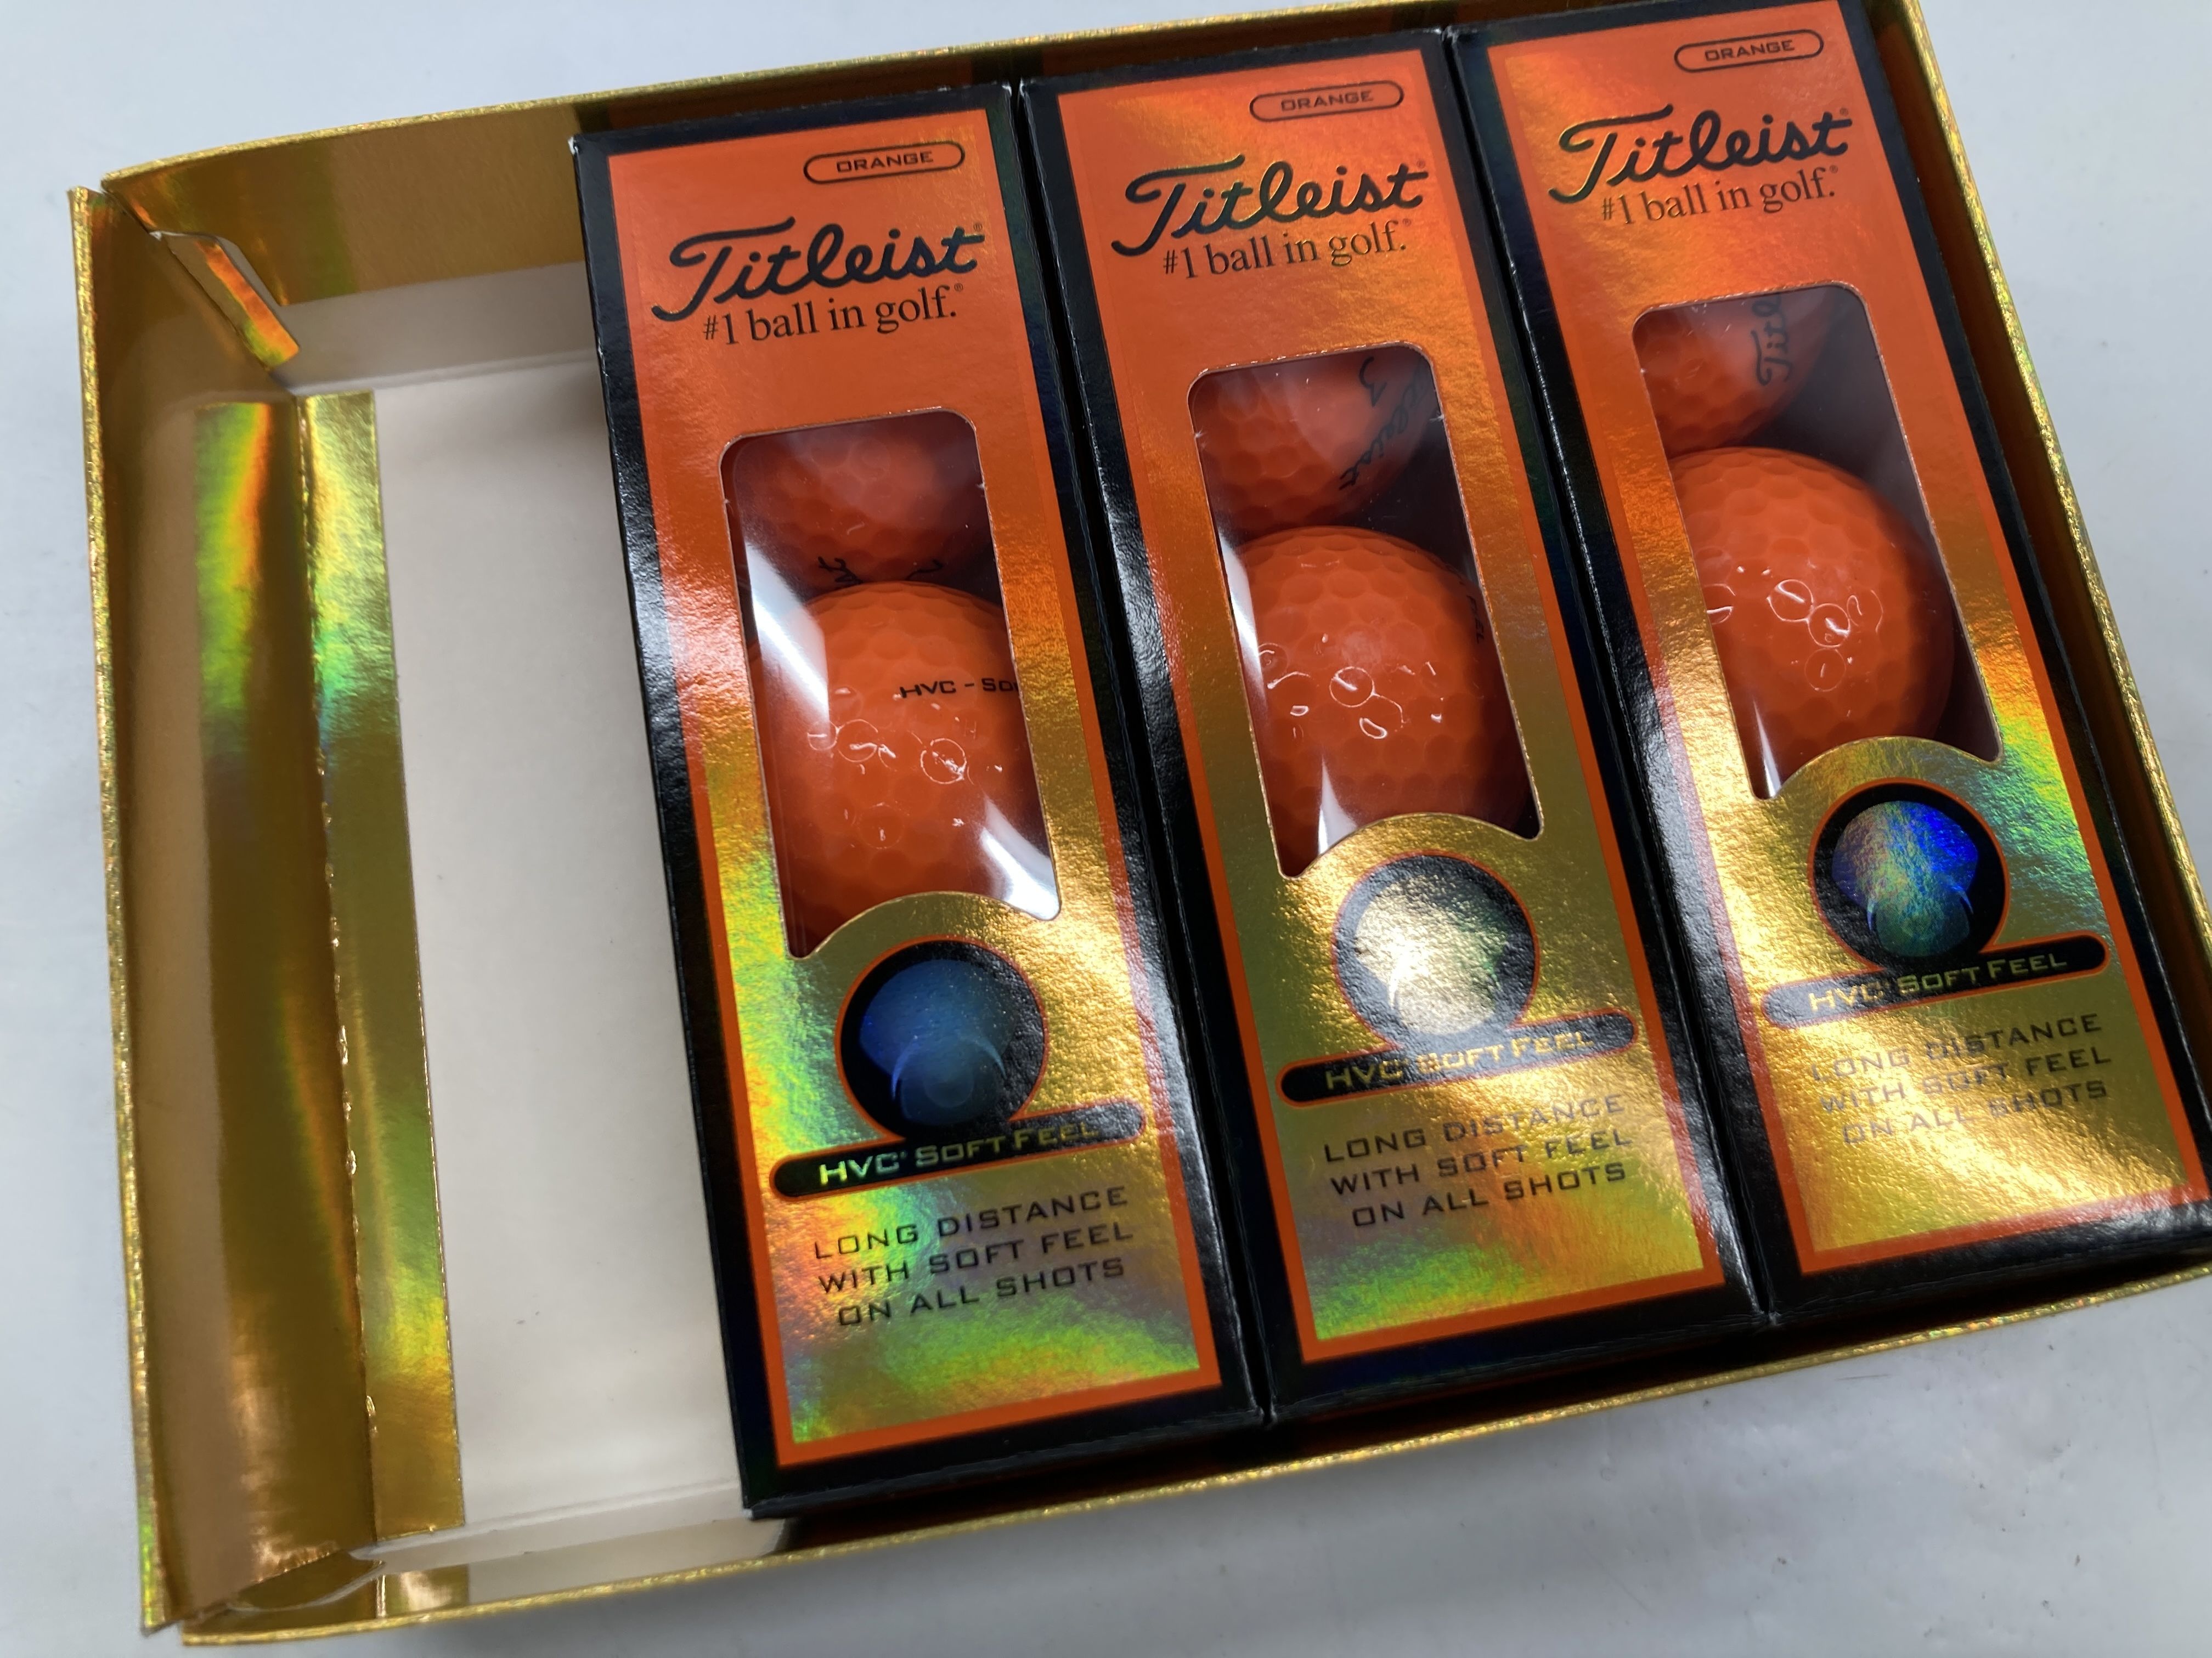 ORANGE
Titleist®
#1 ball in golf.®
HVC - So
HVC® SOFT FEEL
LONG DISTANCE
WITH SOFT FEEL
ON ALL SHOTS
ORANGE
Titleist®
#1 ball in golf.®
HVC® SOFT FEEL
LONG DISTANCE
WITH SOFT FEEL
ON ALL SHOTS
ORANGE
Titleist®
#1 ball in golf.®
Titl
HVC® SOFT FEEL
LONG DISTANCE
WITH SOFT FEEL
ON ALL SHOTS